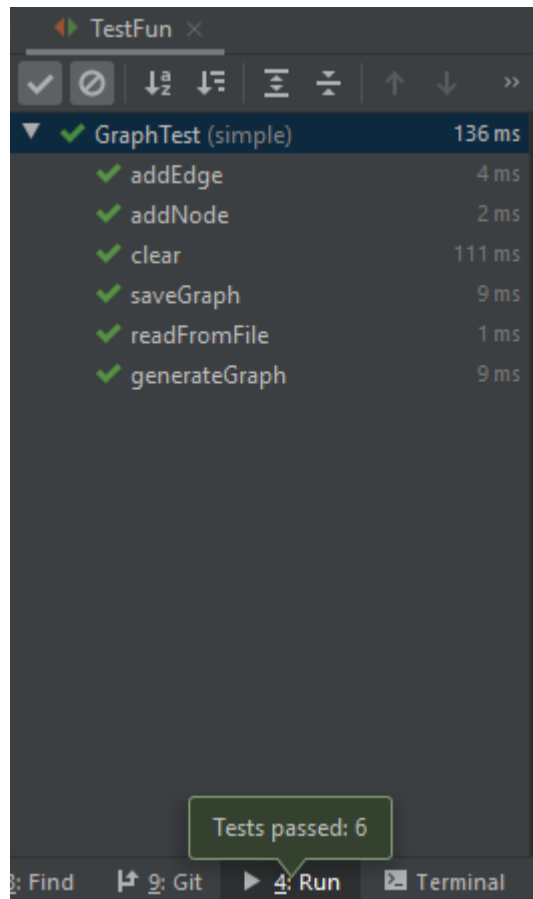 TestFun
GraphTest (simple) 136 ms
addEdge 4 ms
addNode 2 ms
clear 111 ms
saveGraph 9 ms
readFromFile 1 ms
generateGraph 9 ms
Tests passed: 6
3: Find 9: Git 4: Run Terminal